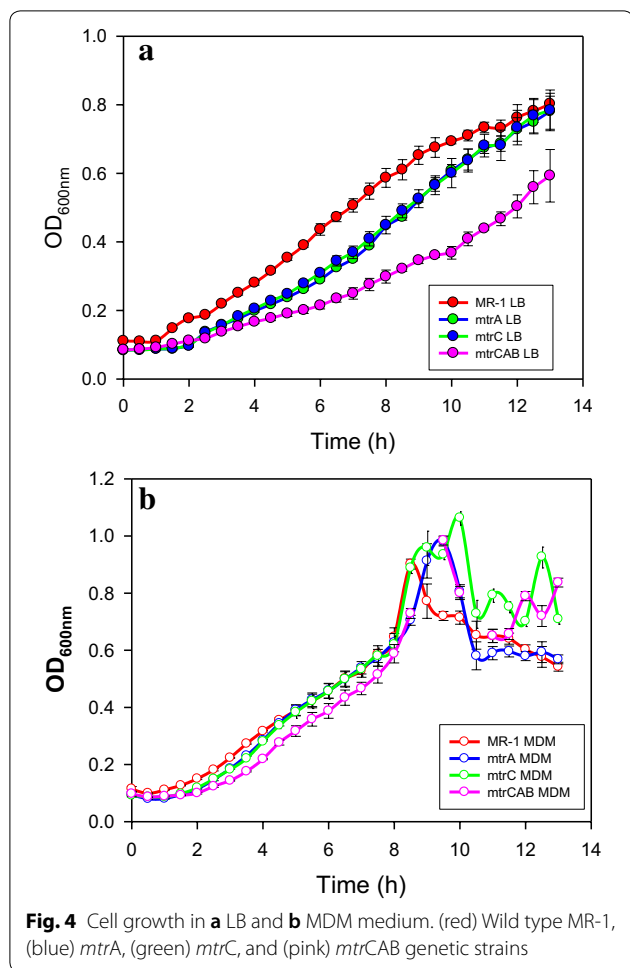 a
1.0
0.8
0.6
0.4
0.2
0.0
OD600nm
MR-1 LB
mtrA LB
mtrC LB
mtrCAB LB
0 2 4 6 8 10 12 14
Time (h)
b
1.2
1.0
0.8
0.6
0.4
0.2
0.0
OD600nm
MR-1 MDM
mtrA MDM
mtrC MDM
mtrCAB MDM
0 2 4 6 8 10 12 14
Time (h)
Fig. 4 Cell growth in a LB and b MDM medium. (red) Wild type MR-1,
(blue) mtrA, (green) mtrC, and (pink) mtrCAB genetic strains